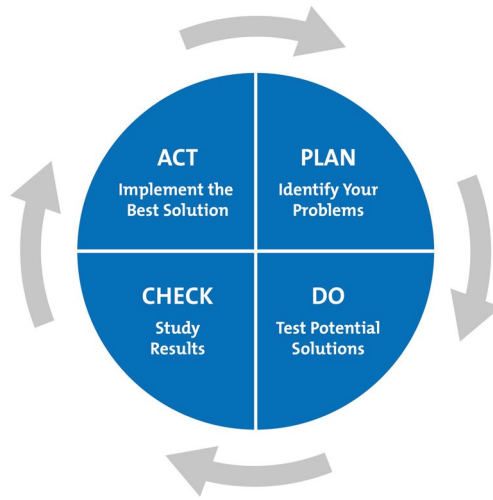 ACT
Implement the
Best Solution
PLAN
Identify Your
Problems
CHECK
Study
Results
DO
Test Potential
Solutions